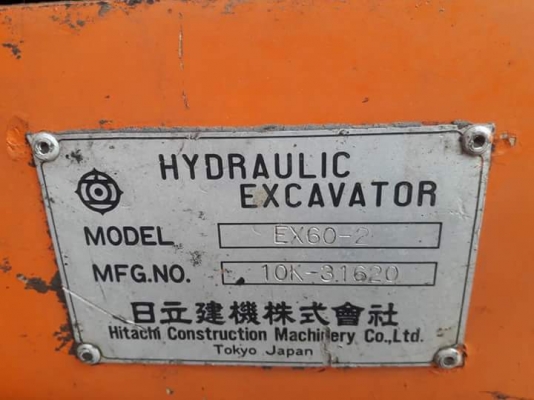 HYDRAULIC
EXCAVATOR
MODEL EX60-2
MFG.NO. 10K-31620
日立建機株式會社
Hitachi Construction Machinery Co.,Ltd.
Tokyo Japan